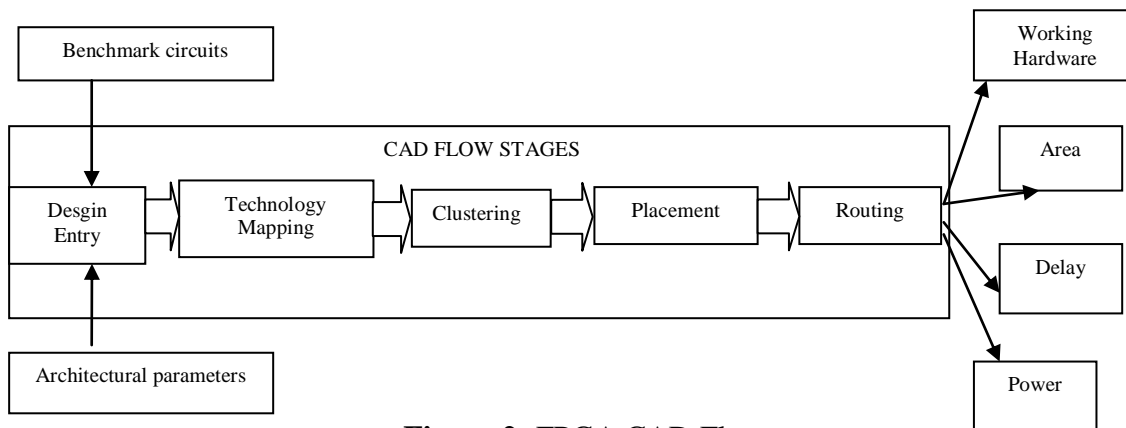 Benchmark circuits
Working
Hardware
CAD FLOW STAGES
Area
Desgin
Entry
Technology
Mapping
Clustering
Placement
Routing
Delay
Architectural parameters
Power